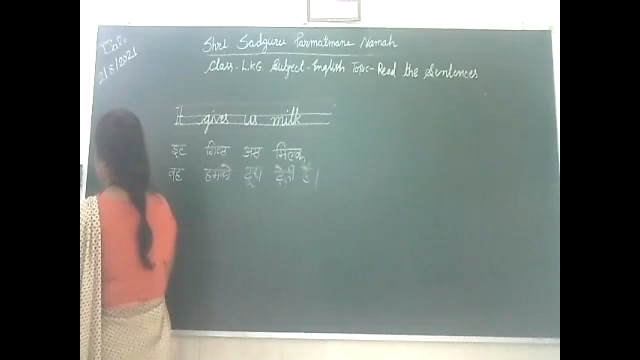 Shri Sadguru Parmatmane Namah
Date
2/8/2021
Class-L.K.G. Subject-English Topic-Read the Sentences
It gives us milk
इट गिव्स अस मिल्क
वह हमको दूध देती है।